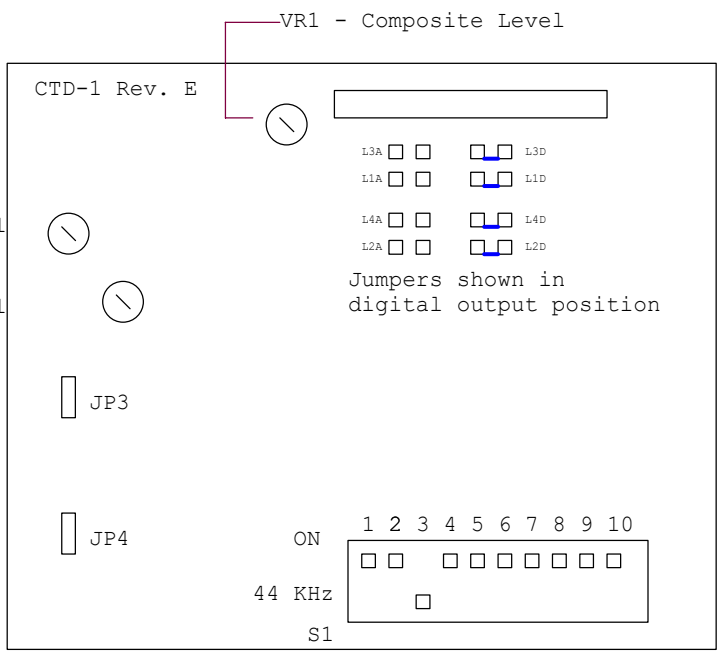 VR1 - Composite Level
CTD-1 Rev. E
L3A L3D
L1A L1D
L4A L4D
L2A L2D
Jumpers shown in
digital output position
JP3
JP4
ON 1 2 3 4 5 6 7 8 9 10
44 KHz
S1